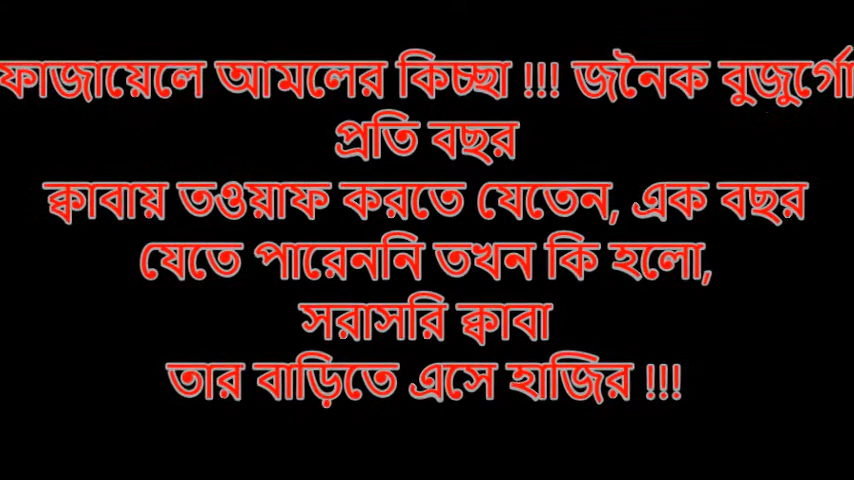 ফাজায়েলে আমলের কিচ্ছা !!! জনৈক বুজুর্গো
প্রতি বছর
ক্বাবায় তওয়াফ করতে যেতেন, এক বছর
যেতে পারেননি তখন কি হলো,
সরাসরি ক্বাবা
তার বাড়িতে এসে হাজির !!!